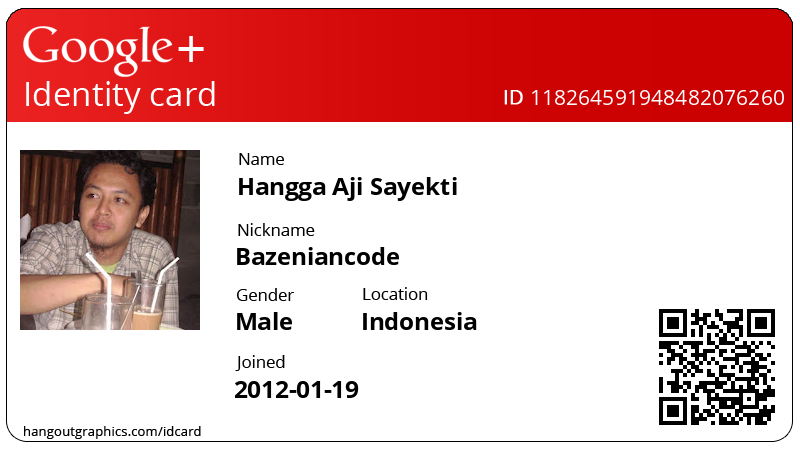 Google+
Identity card
ID 118264591948482076260
Name
Hangga Aji Sayekti
Nickname
Bazeniancode
Gender Location
Male Indonesia
Joined
2012-01-19
hangoutgraphics.com/idcard